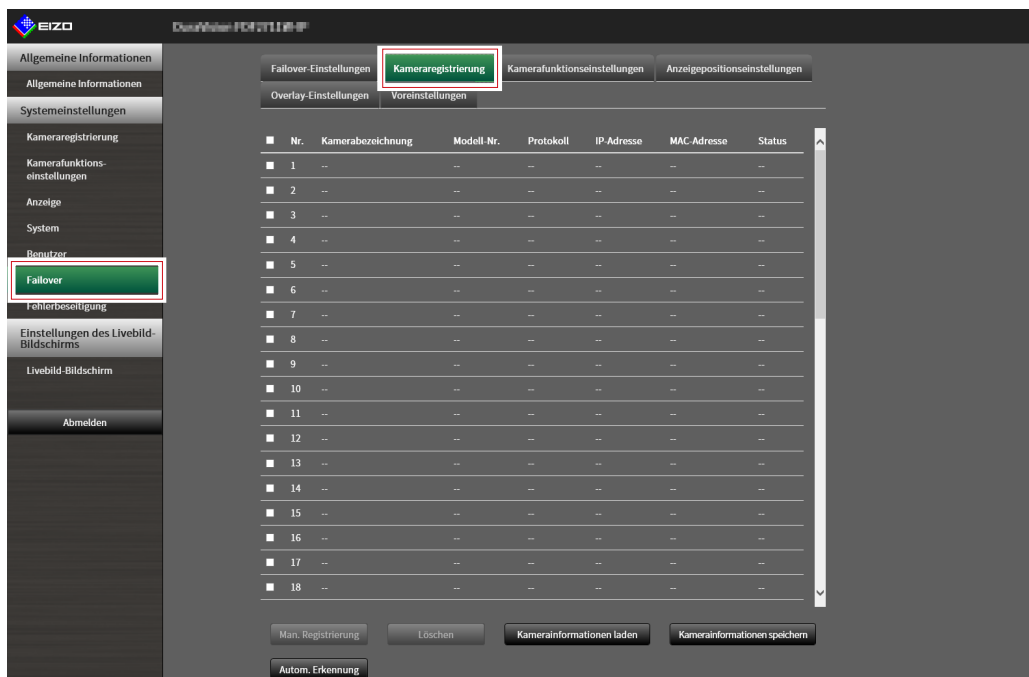 EIZO
Allgemeine Informationen
Allgemeine Informationen
Systemeinstellungen
Kameraregistrierung
Kamerafunktions-
einstellungen
Anzeige
System
Benutzer
Failover
Fehlerbeseitigung
Einstellungen des Livebild-
Bildschirms
Livebild-Bildschirm
Abmelden
Failover-Einstellungen Kameraregistrierung Kamerafunktionseinstellungen Anzeigepositionseinstellungen
Overlay-Einstellungen Voreinstellungen
Nr. Kamerabezeichnung Modell-Nr. Protokoll IP-Adresse MAC-Adresse Status
1 -- -- -- -- -- --
2 -- -- -- -- -- --
3 -- -- -- -- -- --
4 -- -- -- -- -- --
5 -- -- -- -- -- --
6 -- -- -- -- -- --
7 -- -- -- -- -- --
8 -- -- -- -- -- --
9 -- -- -- -- -- --
10 -- -- -- -- -- --
11 -- -- -- -- -- --
12 -- -- -- -- -- --
13 -- -- -- -- -- --
14 -- -- -- -- -- --
15 -- -- -- -- -- --
16 -- -- -- -- -- --
17 -- -- -- -- -- --
18 -- -- -- -- -- --
Man. Registrierung Löschen Kamerainformationen laden Kamerainformationen speichern
Autom. Erkennung